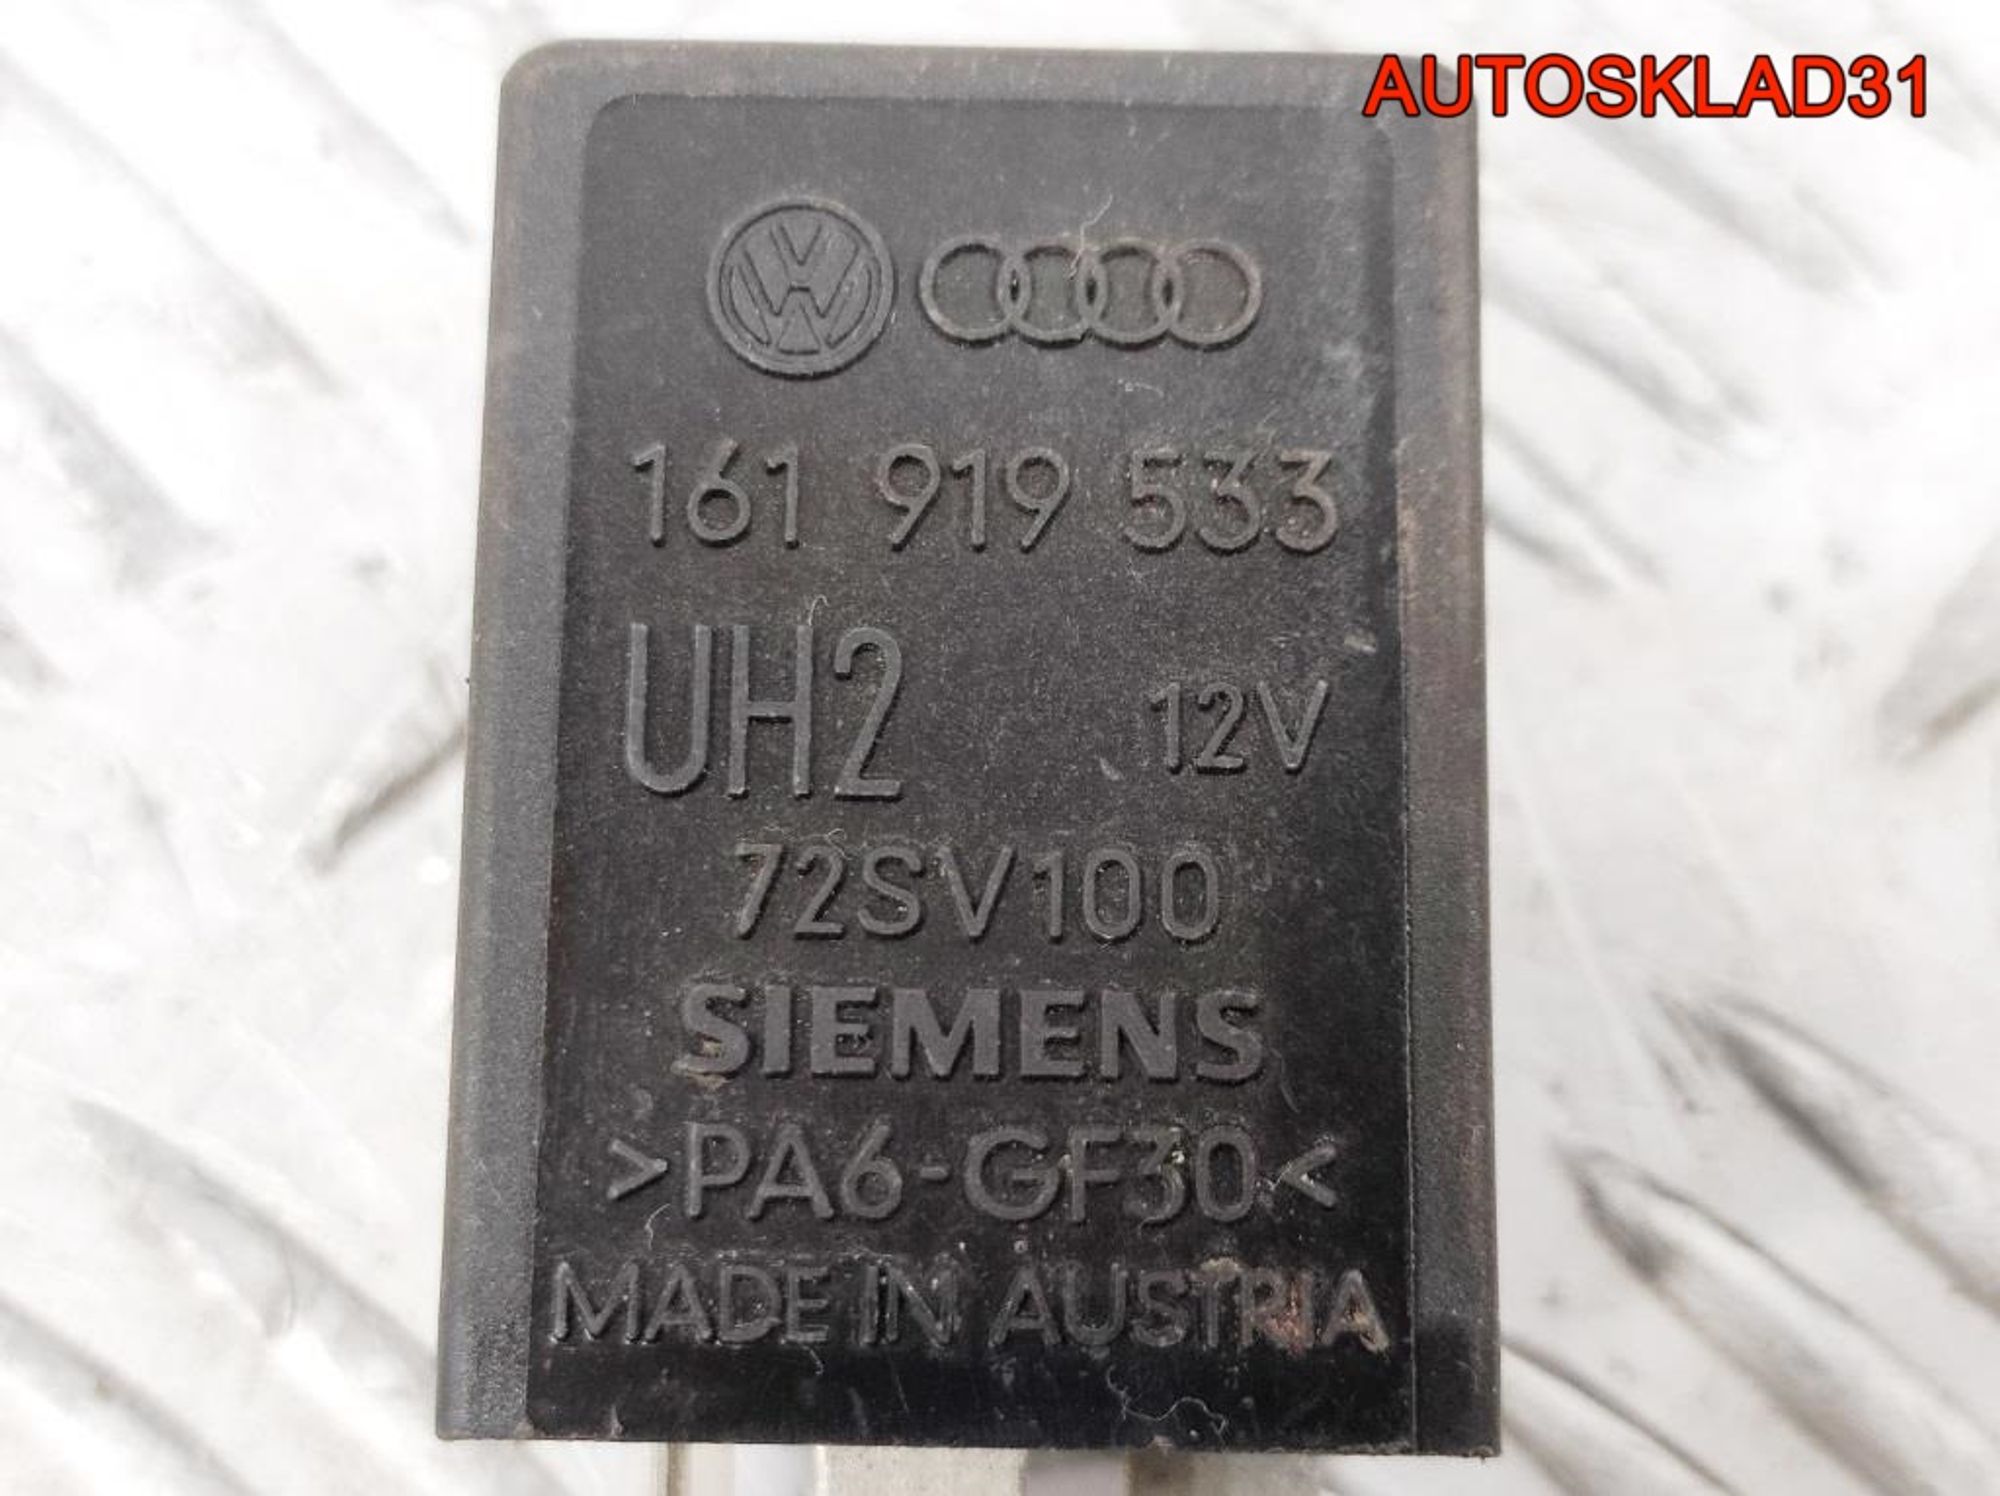 AUTOSKLAD31
161 919 533
UH2 12V
72SV100
SIEMENS
>PA6-GF30<
MADE IN AUSTRIA